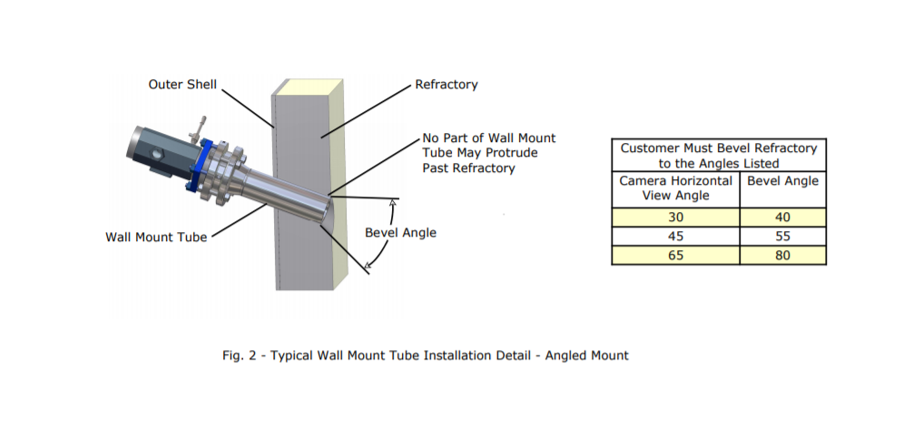 Outer Shell
Refractory
No Part of Wall Mount
Tube May Protrude
Past Refractory
Wall Mount Tube
Bevel Angle
Customer Must Bevel Refractory
to the Angles Listed
Camera Horizontal
View Angle
Bevel Angle
30 40
45 55
65 80
Fig. 2 - Typical Wall Mount Tube Installation Detail - Angled Mount